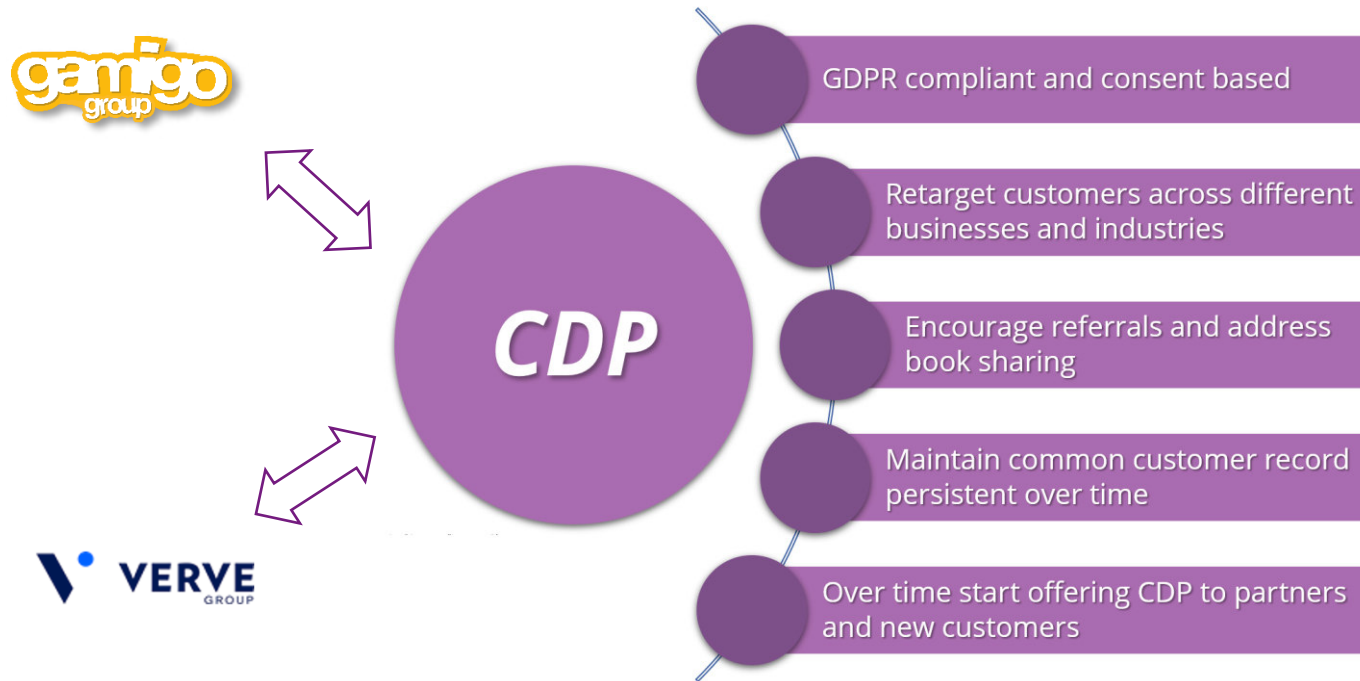 gamigo
group
CDP
VERVE
GROUP
GDPR compliant and consent based
Retarget customers across different
businesses and industries
Encourage referrals and address
book sharing
Maintain common customer record
persistent over time
Over time start offering CDP to partners
and new customers